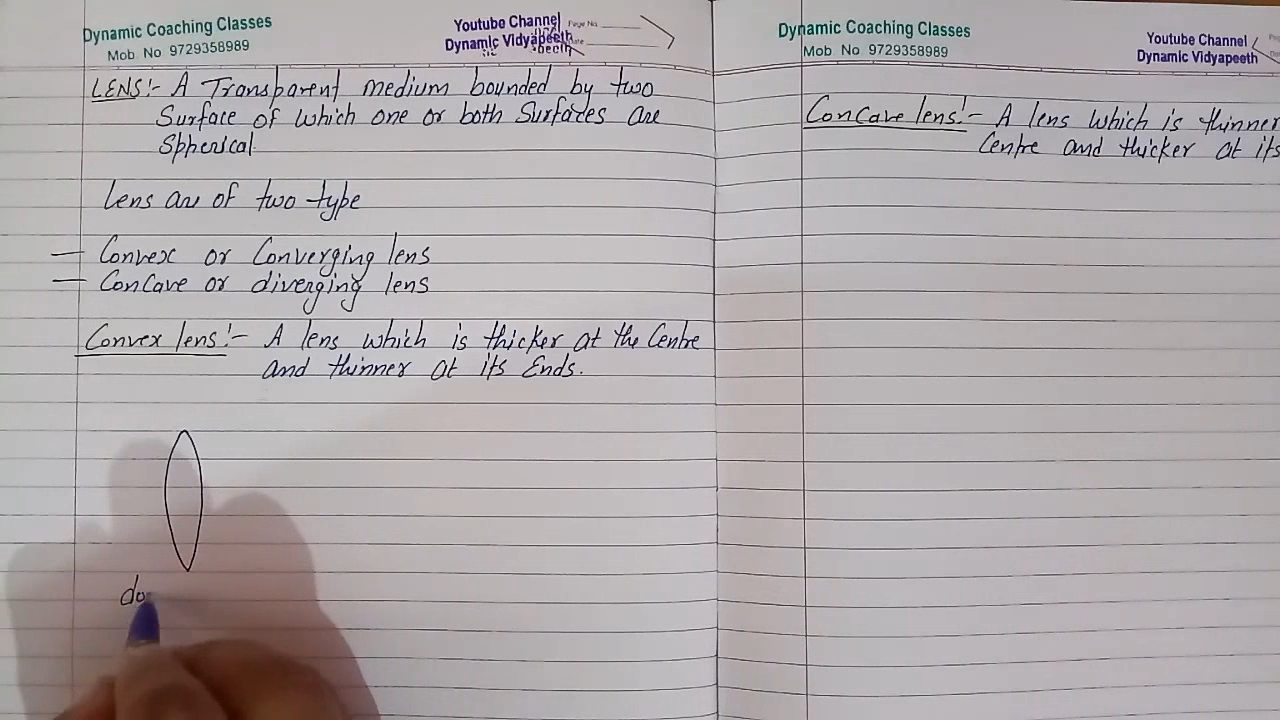 Dynamic Coaching Classes
Mob No 9729358989
Youtube Channel
Dynamic Vidyapeeth
Page No
LENS:- A Transparent medium bounded by two
Surface of which one or both Surfaces are
Spherical.
Lens are of two type
— Convex or Converging lens
— Concave or diverging lens
Convex lens:- A lens which is thicker at the Centre
and thinner at its Ends.
do
Dynamic Coaching Classes
Mob No 9729358989
Youtube Channel
Dynamic Vidyapeeth
Concave lens:- A lens which is thinner
Centre and thicker at its